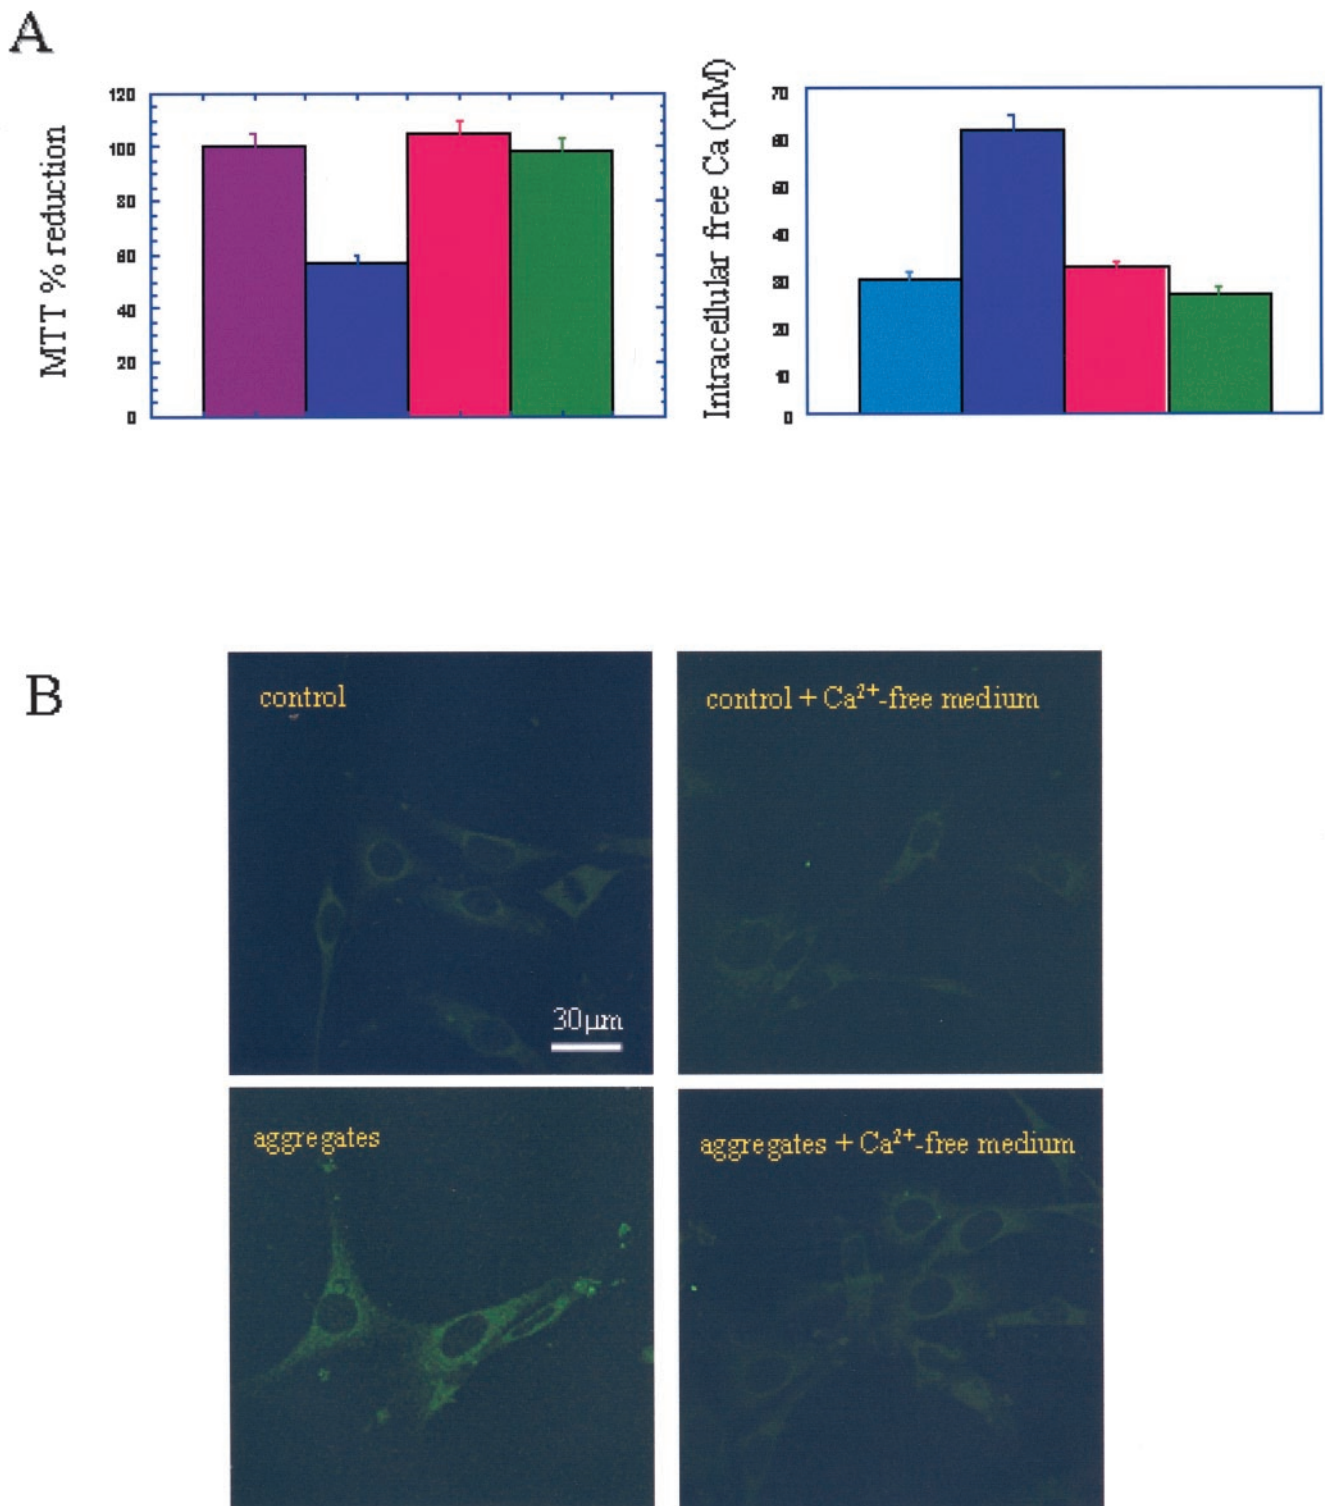 A
MTT % reduction
120
100
80
60
40
20
0
Intracellular free Ca (nM)
70
60
50
40
30
20
10
0
B
control
control + Ca²⁺-free medium
30µm
aggregates
aggregates + Ca²⁺-free medium